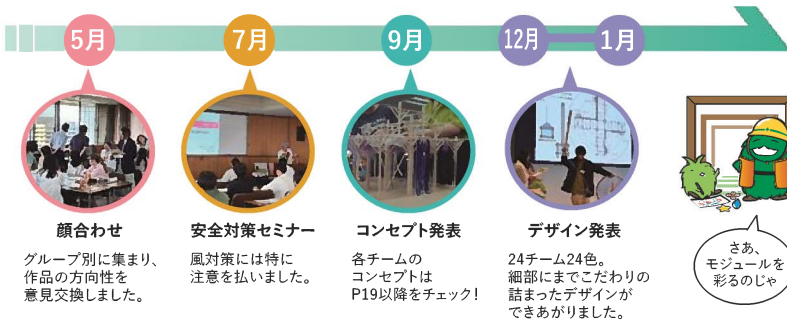 5月
7月
9月
12月
1月
顔合わせ
グループ別に集まり、
作品の方向性を
意見交換しました。
安全対策セミナー
風対策には特に
注意を払いました。
コンセプト発表
各チームの
コンセプトは
P19以降をチェック!
デザイン発表
24チーム24色。
細部にまでこだわりの
詰まったデザインが
できあがりました。
さあ、
モジュールを
彩るのじゃ